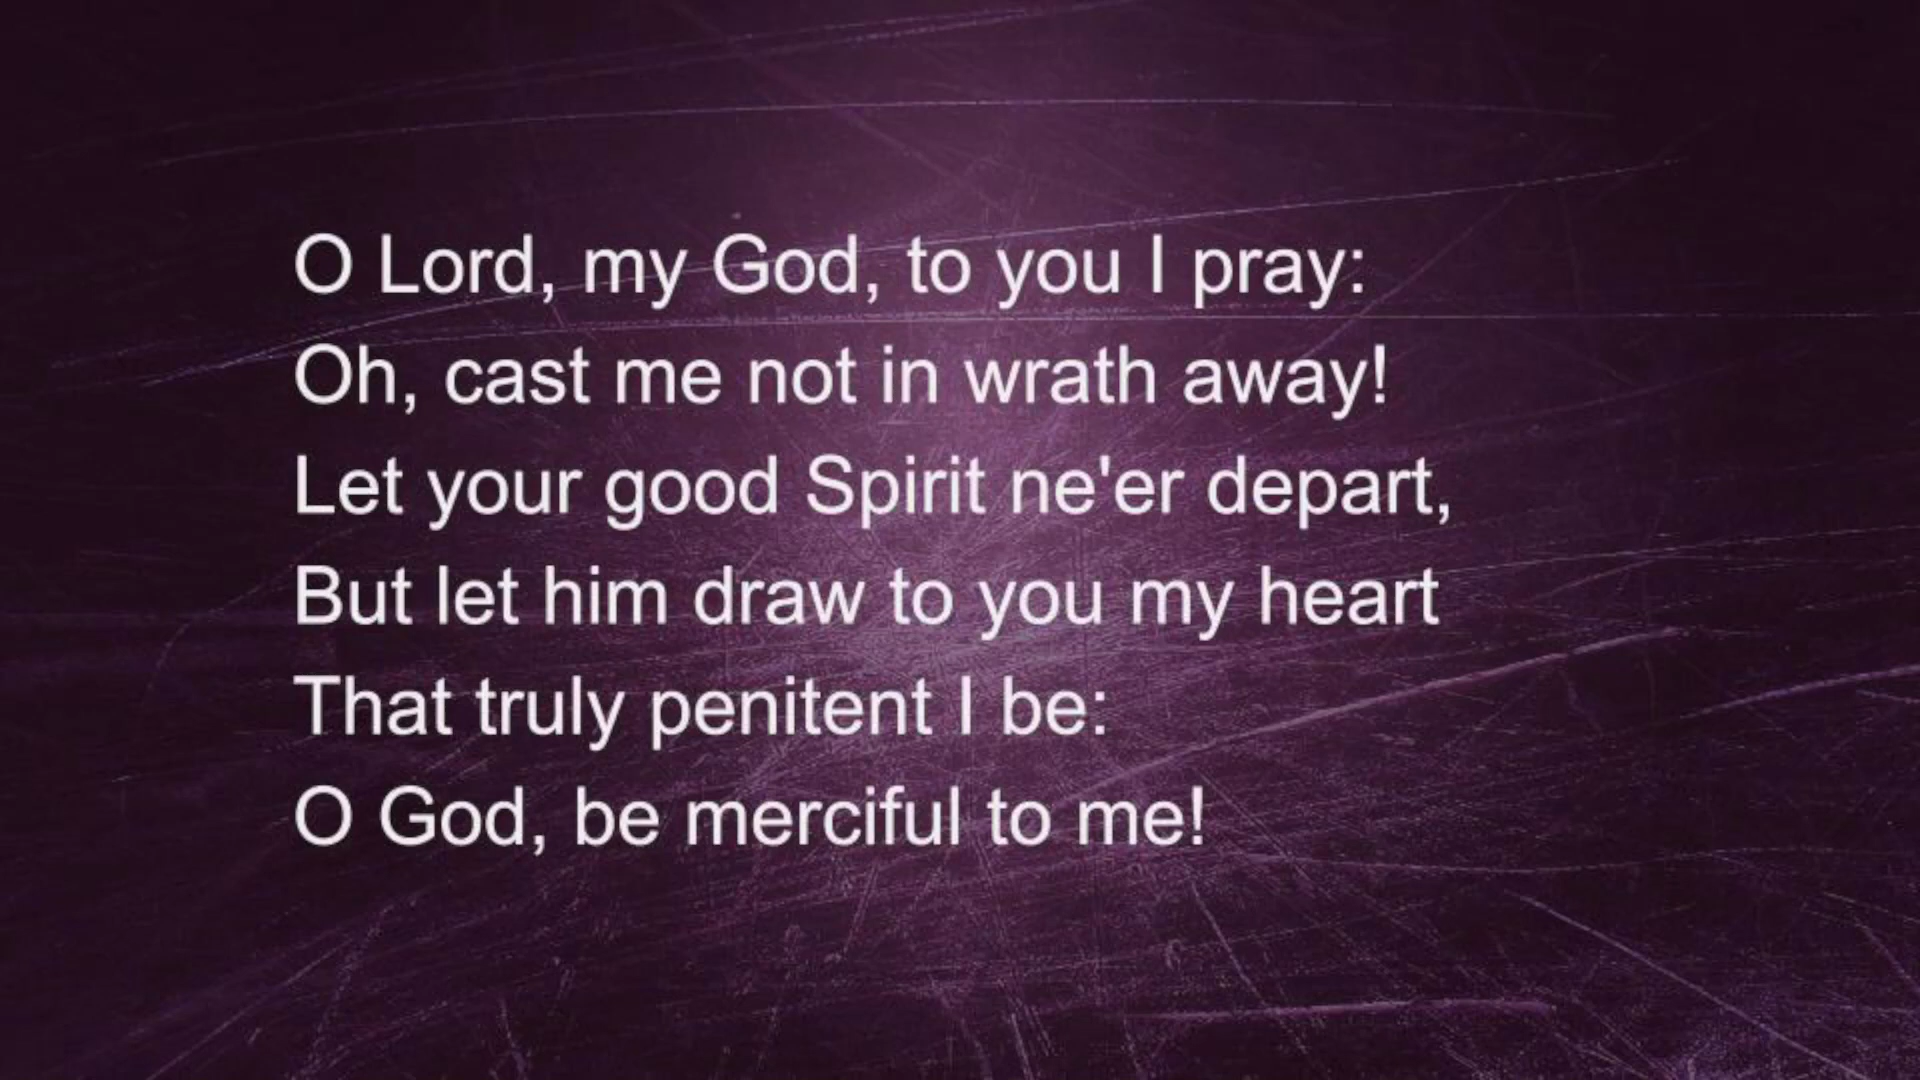 O Lord, my God, to you I pray:
Oh, cast me not in wrath away!
Let your good Spirit ne'er depart,
But let him draw to you my heart
That truly penitent I be:
O God, be merciful to me!